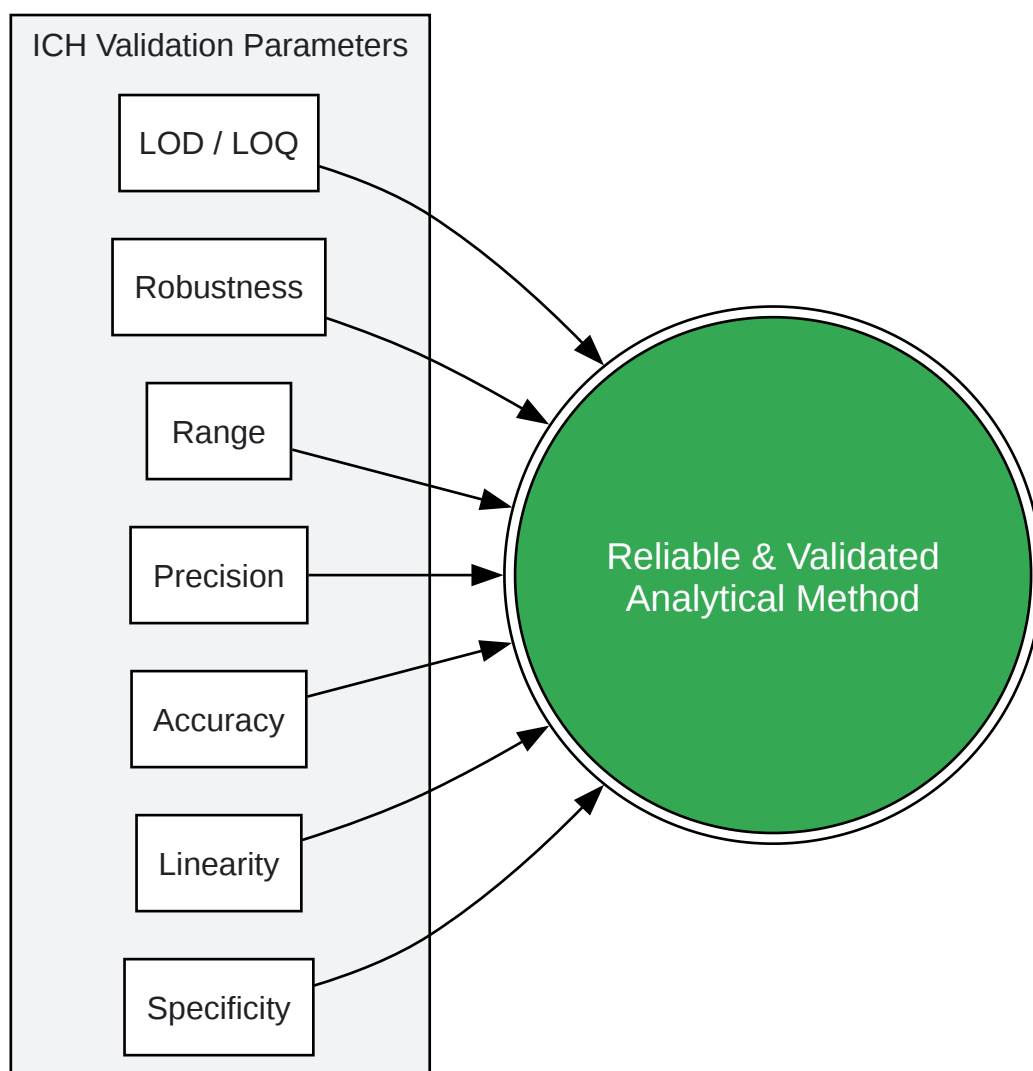 ICH Validation Parameters
LOD / LOQ
Robustness
Range
Precision
Accuracy
Linearity
Specificity
Reliable & Validated
Analytical Method